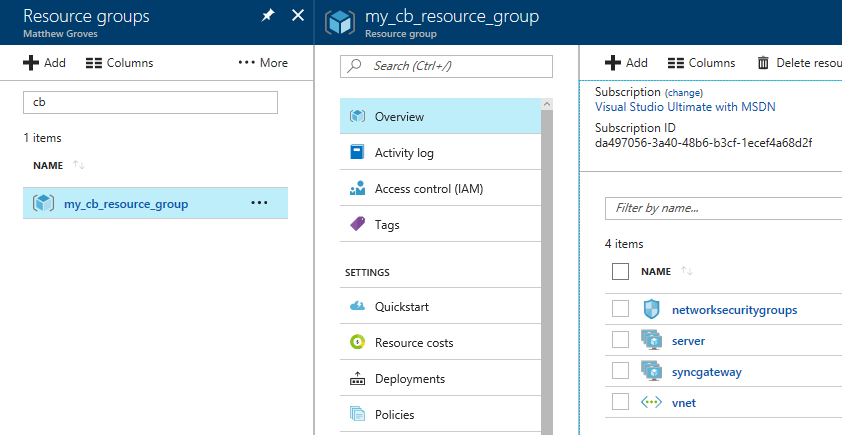 Resource groups
Matthew Groves
Add
Columns
More
cb
1 items
NAME
my_cb_resource_group
my_cb_resource_group
Resource group
Search (Ctrl+/)
Overview
Activity log
Access control (IAM)
Tags
SETTINGS
Quickstart
Resource costs
Deployments
Policies
Add
Columns
Delete resou
Subscription (change)
Visual Studio Ultimate with MSDN
Subscription ID
da497056-3a40-48b6-b3cf-1ecef4a68d2f
Filter by name...
4 items
NAME
networksecuritygroups
server
syncgateway
vnet